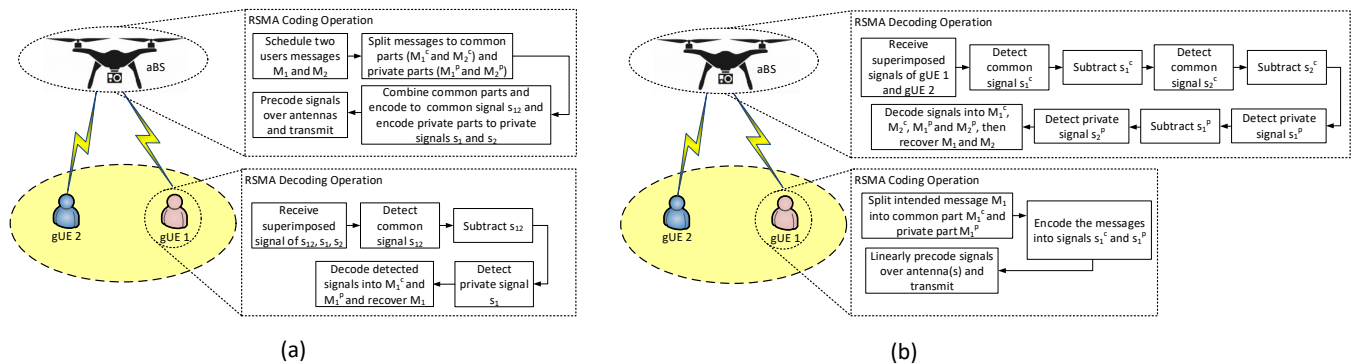 RSMA Coding Operation
aBS
Schedule two
users messages
M₁ and M₂
Split messages to common
parts (M₁ᶜ and M₂ᶜ) and
private parts (M₁ᵖ and M₂ᵖ)
Combine common parts and
encode to common signal s₁₂ and
encode private parts to private
signals s₁ and s₂
Precode signals
over antennas
and transmit
gUE 2
gUE 1
RSMA Decoding Operation
Receive
superimposed
signal of s₁₂, s₁, s₂
Detect
common
signal s₁₂
Subtract s₁₂
Detect
private signal
s₁
Decode detected
signals into M₁ᶜ and
M₁ᵖ and recover M₁
(a)
RSMA Decoding Operation
aBS
Receive
superimposed
signals of gUE 1
and gUE 2
Detect
common
signal s₁ᶜ
Subtract s₁ᶜ
Detect
common
signal s₂ᶜ
Subtract s₂ᶜ
Detect private
signal s₁ᵖ
Subtract s₁ᵖ
Detect private
signal s₂ᵖ
Decode signals into M₁ᶜ,
M₂ᶜ, M₁ᵖ and M₂ᵖ, then
recover M₁ and M₂
gUE 2
gUE 1
RSMA Coding Operation
Split intended message M₁
into common part M₁ᶜ and
private part M₁ᵖ
Encode the messages
into signals s₁ᶜ and s₁ᵖ
Linearly precode signals
over antenna(s) and
transmit
(b)